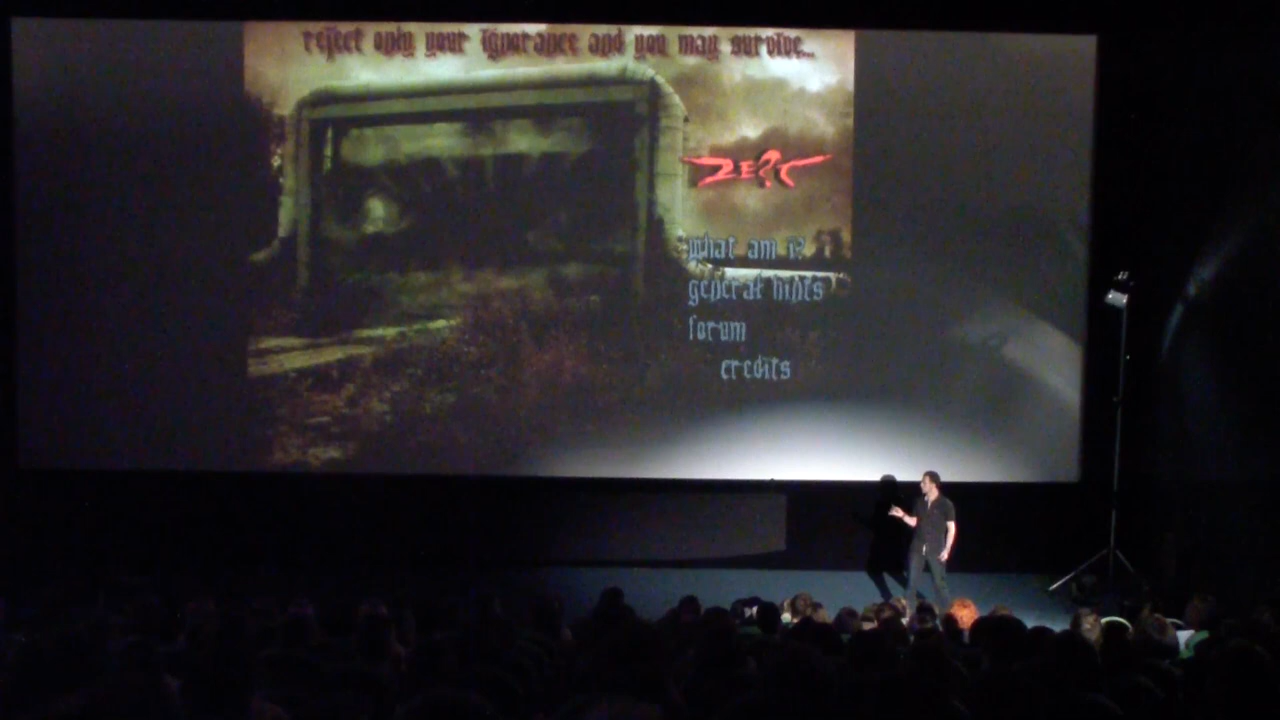 reject only your ignorance and you may survive...
ZE?T
what am i?
general hints
forum
credits